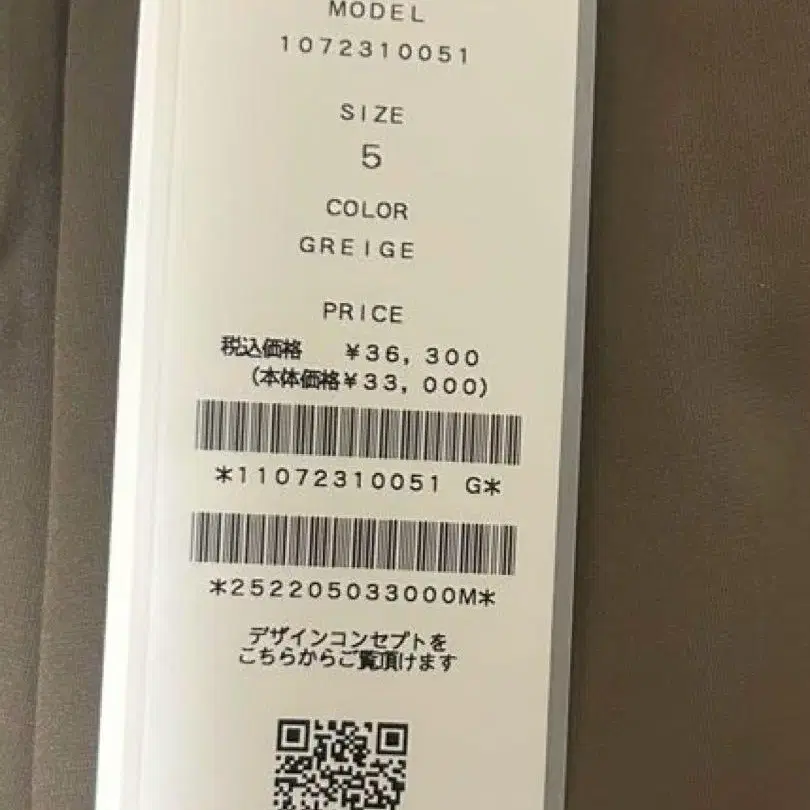 MODEL
1072310051
SIZE
5
COLOR
GREIGE
PRICE
税込価格 ¥36,300
(本体価格¥33,000)
*11072310051 G*
*252205033000M*
デザインコンセプトを
こちらからご覧頂けます